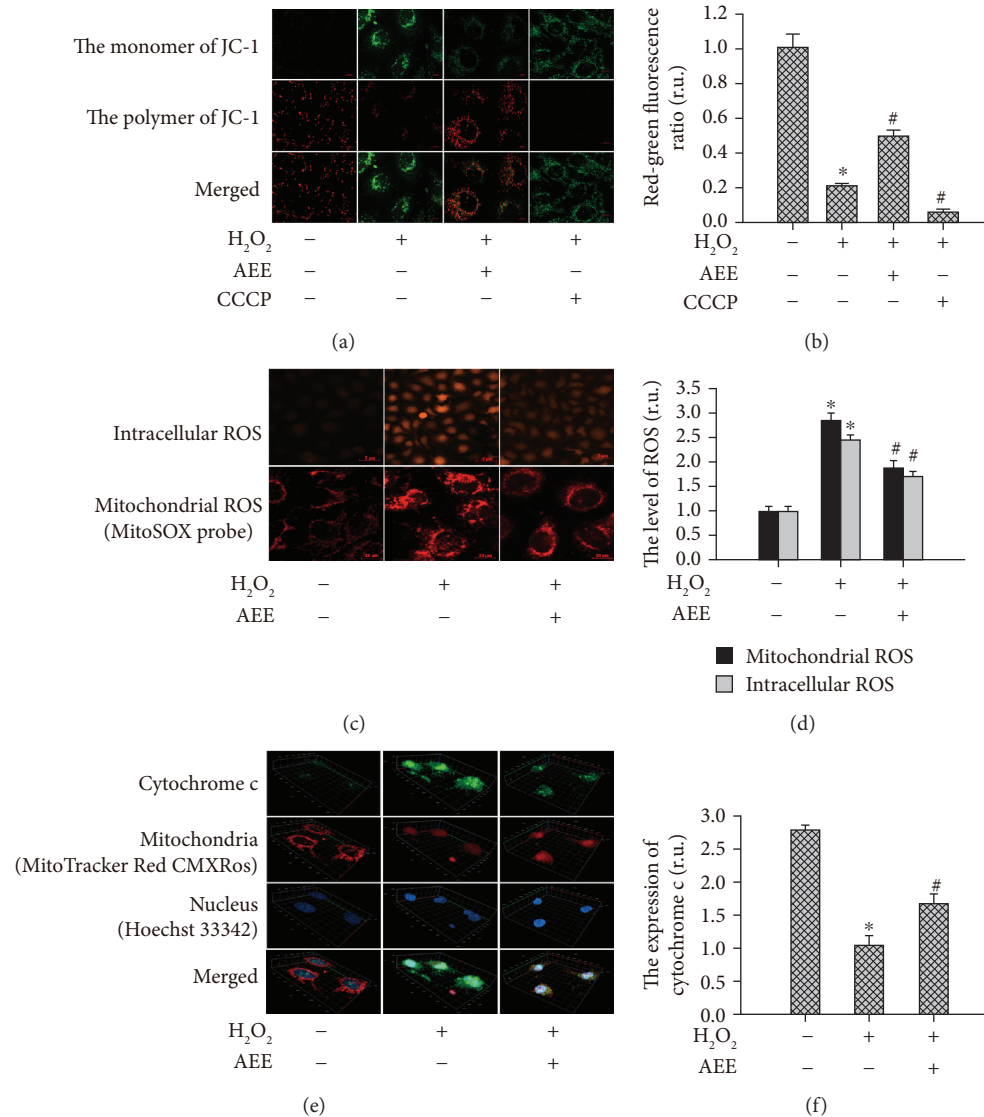 The monomer of JC-1
The polymer of JC-1
Merged
H₂O₂ − + + +
AEE − − + −
CCCP − − − +
(a)
Red-green fluorescence
ratio (r.u.)
1.2
1.0
0.8
0.6
0.4
0.2
0.0
*
#
#
H₂O₂ − + + +
AEE − − + −
CCCP − − − +
(b)
Intracellular ROS
Mitochondrial ROS
(MitoSOX probe)
H₂O₂ − + +
AEE − − +
(c)
The level of ROS (r.u.)
3.5
3.0
2.5
2.0
1.5
1.0
0.5
0.0
*
*
# #
H₂O₂ − + +
AEE − − +
Mitochondrial ROS
Intracellular ROS
(d)
Cytochrome c
Mitochondria
(MitoTracker Red CMXRos)
Nucleus
(Hoechst 33342)
Merged
H₂O₂ − + +
AEE − − +
(e)
The expression of
cytochrome c (r.u.)
3.0
2.5
2.0
1.5
1.0
0.5
0.0
*
#
H₂O₂ − + +
AEE − − +
(f)